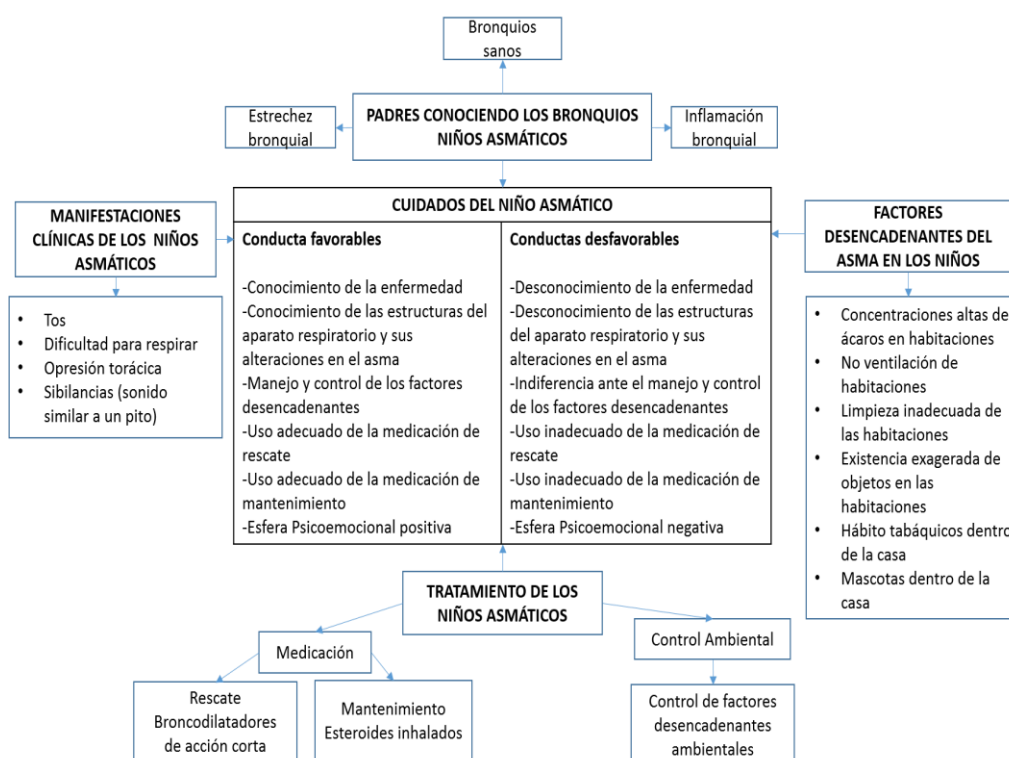 Bronquios
sanos
PADRES CONOCIENDO LOS BRONQUIOS
NIÑOS ASMÁTICOS
Estrechez
bronquial
Inflamación
bronquial
MANIFESTACIONES
CLÍNICAS DE LOS NIÑOS
ASMÁTICOS
• Tos
• Dificultad para respirar
• Opresión torácica
• Sibilancias (sonido
similar a un pito)
CUIDADOS DEL NIÑO ASMÁTICO
Conducta favorables
-Conocimiento de la enfermedad
-Conocimiento de las estructuras del
aparato respiratorio y sus
alteraciones en el asma
-Manejo y control de los factores
desencadenantes
-Uso adecuado de la medicación de
rescate
-Uso adecuado de la medicación de
mantenimiento
-Esfera Psicoemocional positiva
Conductas desfavorables
-Desconocimiento de la enfermedad
-Desconocimiento de las estructuras
del aparato respiratorio y sus
alteraciones en el asma
-Indiferencia ante el manejo y control
de los factores desencadenantes
-Uso inadecuado de la medicación de
rescate
-Uso inadecuado de la medicación de
mantenimiento
-Esfera Psicoemocional negativa
FACTORES
DESENCADENANTES DEL
ASMA EN LOS NIÑOS
• Concentraciones altas de
ácaros en habitaciones
• No ventilación de
habitaciones
• Limpieza inadecuada de
las habitaciones
• Existencia exagerada de
objetos en las
habitaciones
• Hábito tabáquicos dentro
de la casa
• Mascotas dentro de la
casa
TRATAMIENTO DE LOS
NIÑOS ASMÁTICOS
Medicación
Control Ambiental
Rescate
Broncodilatadores
de acción corta
Mantenimiento
Esteroides inhalados
Control de factores
desencadenantes
ambientales